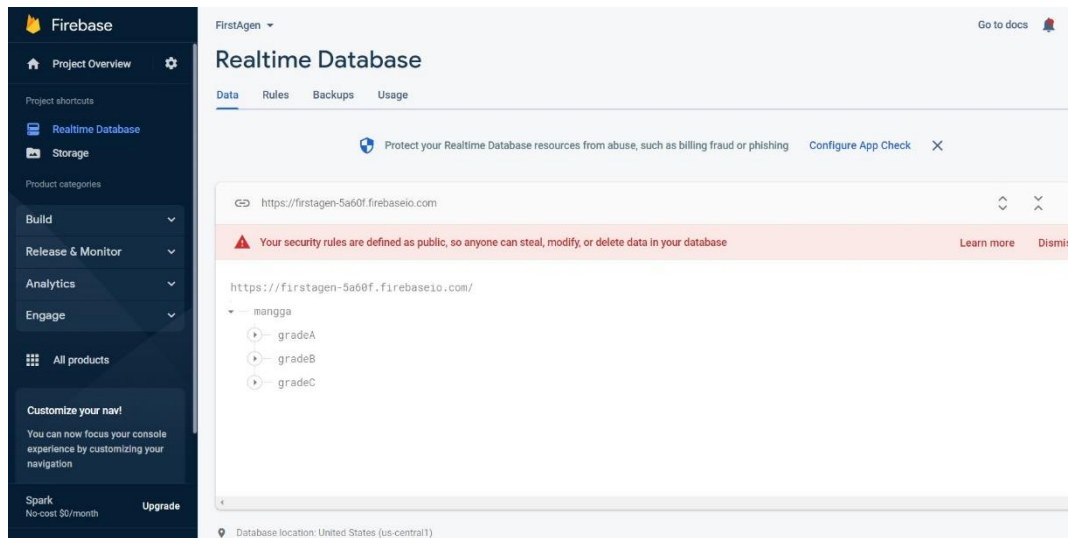 Firebase
FirstAgen
Go to docs
Project Overview
Realtime Database
Data Rules Backups Usage
Project shortcuts
Realtime Database
Storage
Protect your Realtime Database resources from abuse, such as billing fraud or phishing Configure App Check
Product categories
Build
Release & Monitor
Analytics
Engage
All products
Customize your nav!
You can now focus your console
experience by customizing your
navigation
Spark
No-cost $0/month
Upgrade
https://firstagen-5a60f.firebaseio.com
Your security rules are defined as public, so anyone can steal, modify, or delete data in your database Learn more Dismis
https://firstagen-5a60f.firebaseio.com/
mangga
gradeA
gradeB
gradeC
Database location: United States (us-central1)